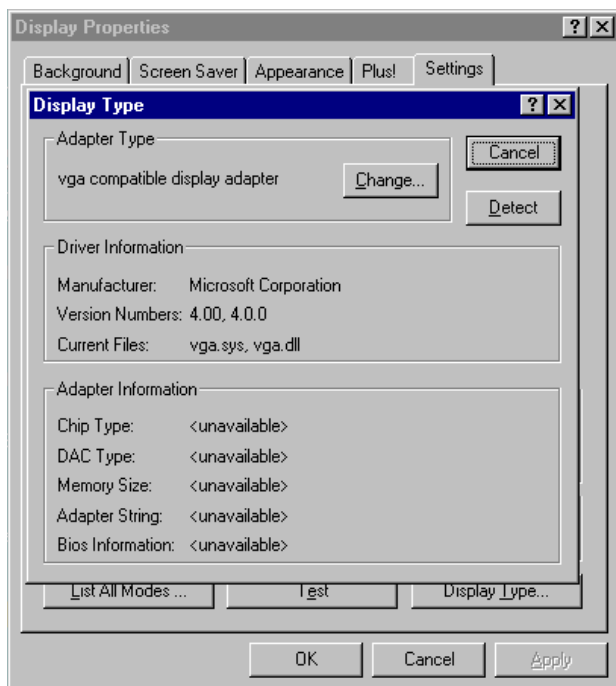 Display Properties
Background Screen Saver Appearance Plus! Settings
Display Type
Adapter Type
vga compatible display adapter
Change...
Cancel
Detect
Driver Information
Manufacturer: Microsoft Corporation
Version Numbers: 4.00, 4.0.0
Current Files: vga.sys, vga.dll
Adapter Information
Chip Type: <unavailable>
DAC Type: <unavailable>
Memory Size: <unavailable>
Adapter String: <unavailable>
Bios Information: <unavailable>
List All Modes ... Test Display Type...
OK Cancel Apply